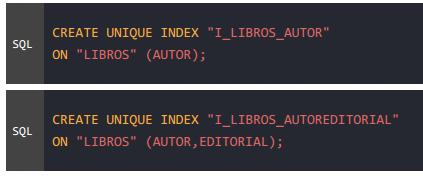 SQL
CREATE UNIQUE INDEX "I_LIBROS_AUTOR"
ON "LIBROS" (AUTOR);
SQL
CREATE UNIQUE INDEX "I_LIBROS_AUTOREDITORIAL"
ON "LIBROS" (AUTOR,EDITORIAL);